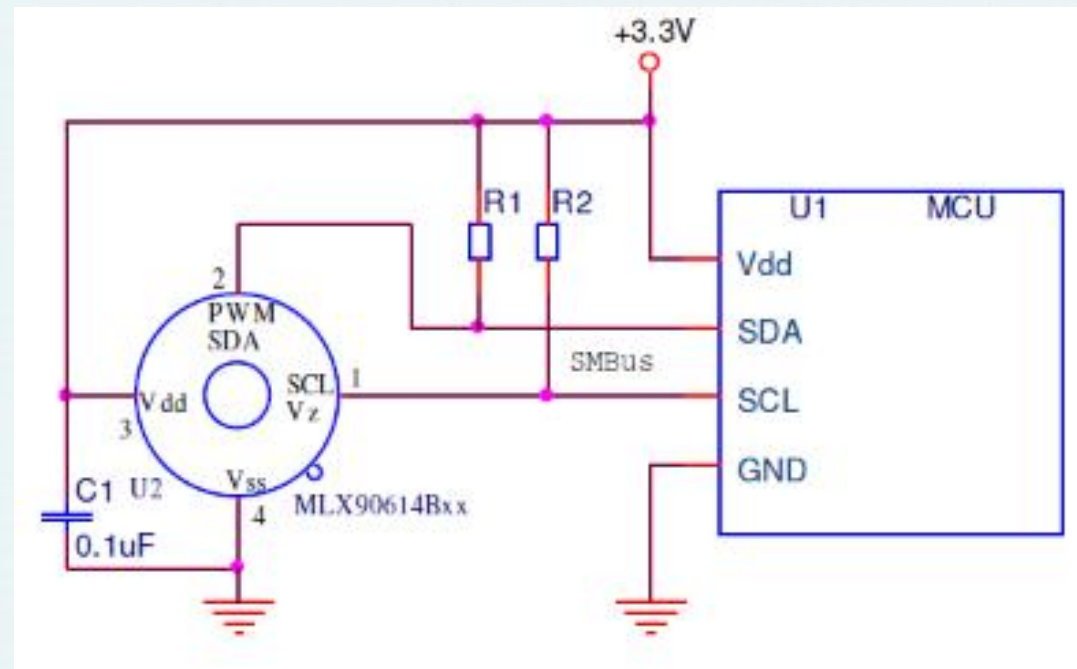 +3.3V
R1
R2
U1
MCU
Vdd
SDA
SCL
GND
SMBus
2
PWM
SDA
SCL
Vz
1
Vdd
3
Vss
4
C1
U2
0.1uF
MLX90614Bxx